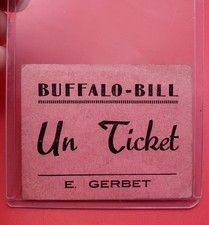 BUFFALO-BILL
Un Ticket
E. GERBET